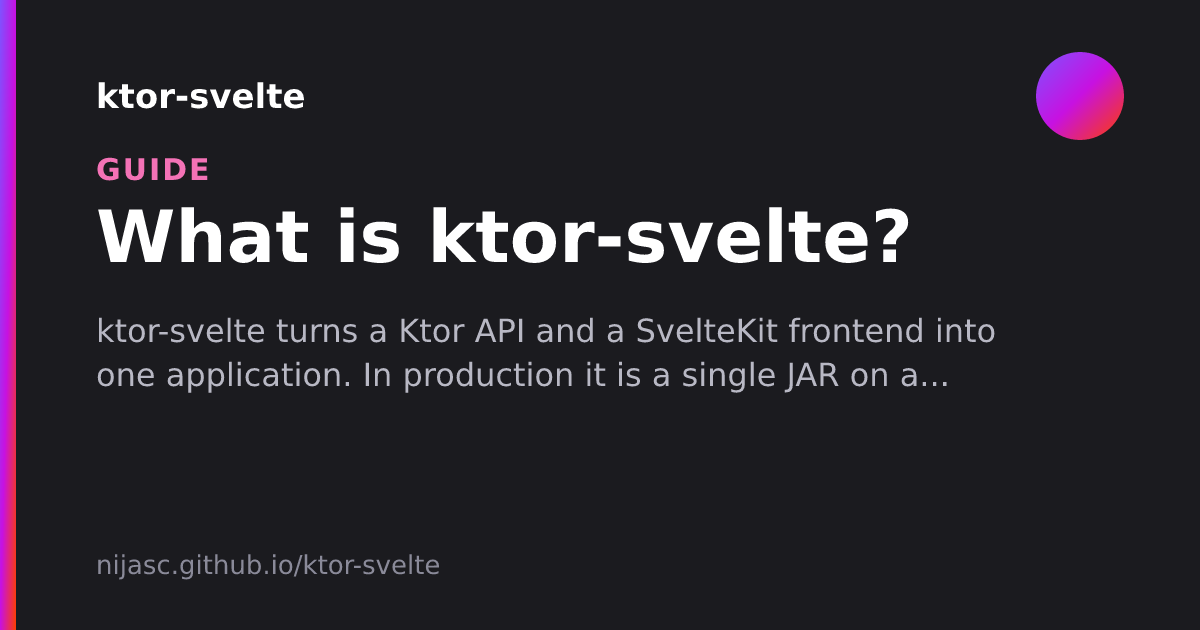 ktor-svelte
GUIDE
What is ktor-svelte?
ktor-svelte turns a Ktor API and a SvelteKit frontend into
one application. In production it is a single JAR on a...
nijasc.github.io/ktor-svelte